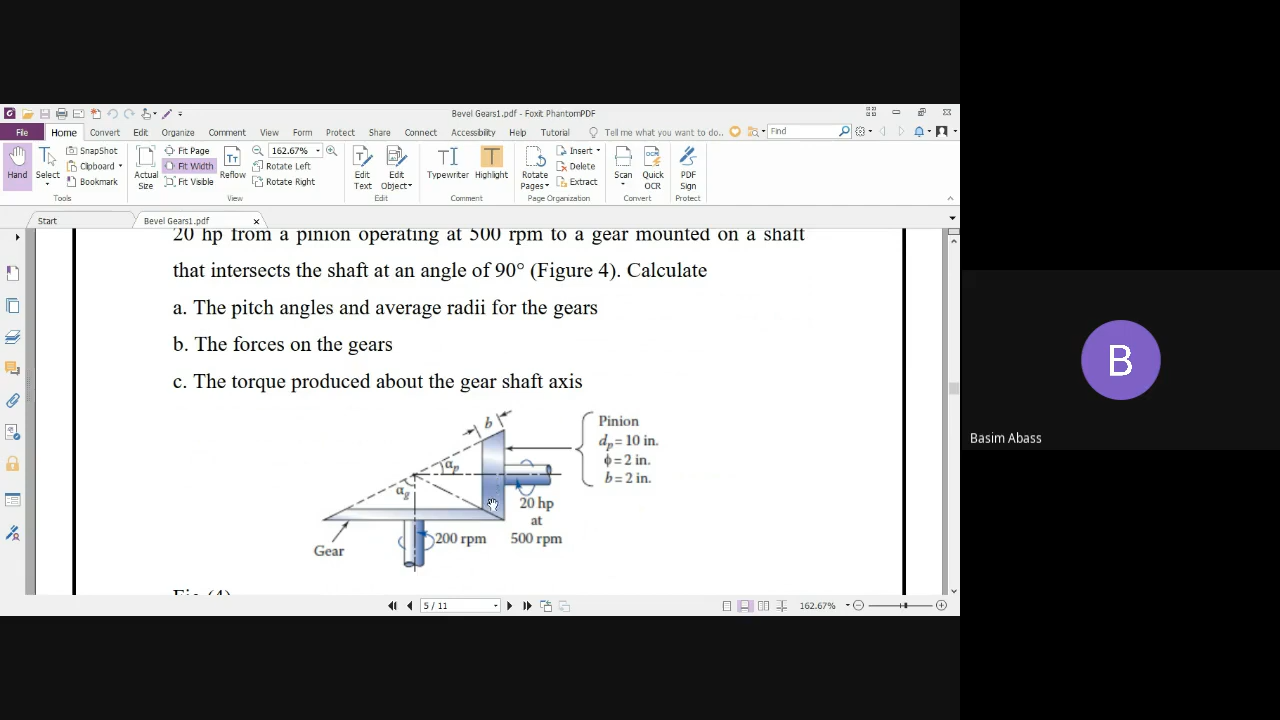 Bevel Gears1.pdf - Foxit PhantomPDF
File Home Convert Edit Organize Comment View Form Protect Share Connect Accessibility Help Tutorial Tell me what you want to do.. Find
SnapShot Fit Page 162.67% Insert
Clipboard Fit Width Rotate Left Delete
Bookmark Fit Visible Rotate Right Extract
Hand Select Actual Size Reflow Edit Text Edit Object Typewriter Highlight Rotate Pages Scan Quick OCR PDF Sign
Tools View Edit Comment Page Organization Convert Protect
Start Bevel Gears1.pdf
20 hp from a pinion operating at 500 rpm to a gear mounted on a shaft
that intersects the shaft at an angle of 90° (Figure 4). Calculate
a. The pitch angles and average radii for the gears
b. The forces on the gears
c. The torque produced about the gear shaft axis
b
Pinion
dp = 10 in.
ϕ = 2 in.
b = 2 in.
αp
αg
20 hp
at
500 rpm
200 rpm
Gear
Fig (4)
5 / 11 162.67%
B
Basim Abass